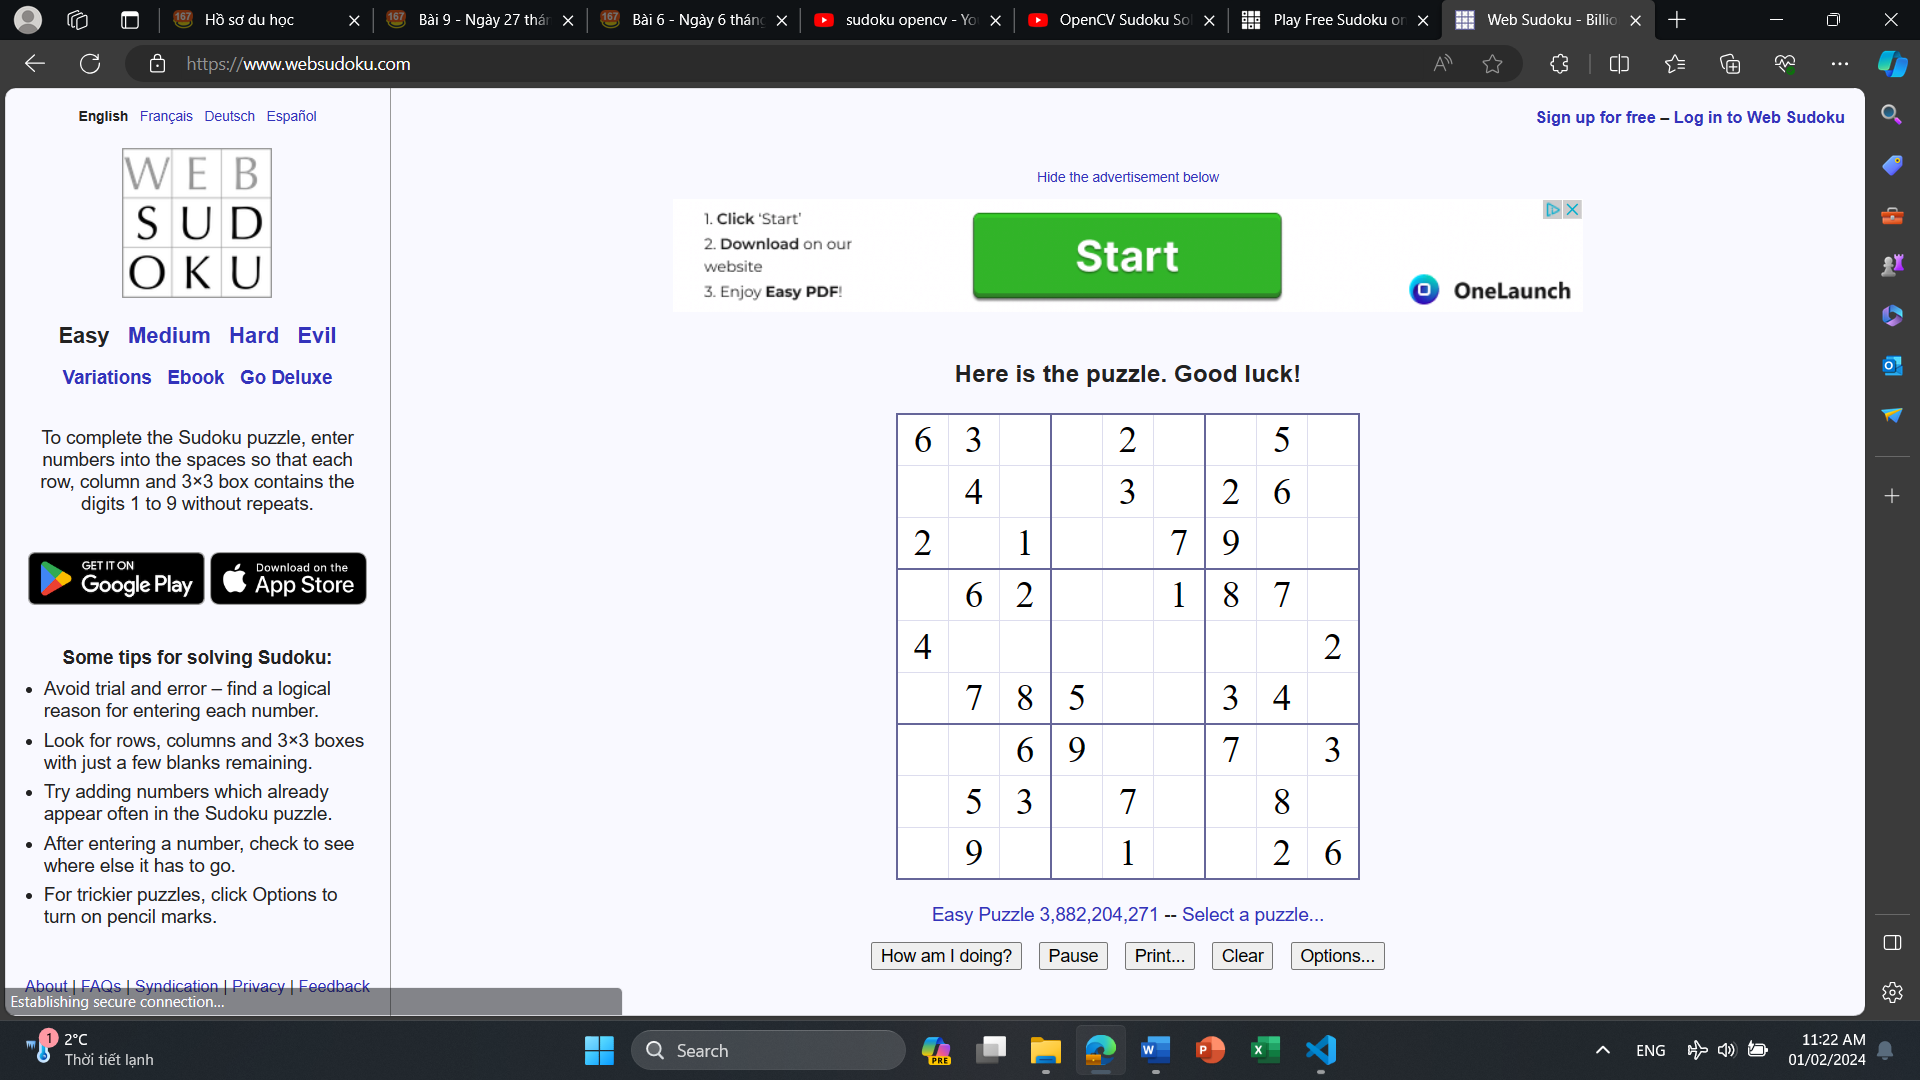 Hồ sơ du học
Bài 9 - Ngày 27 thán
Bài 6 - Ngày 6 tháng
sudoku opencv - Yo
OpenCV Sudoku Sol
Play Free Sudoku on
Web Sudoku - Billio
https://www.websudoku.com
English Français Deutsch Español
Sign up for free – Log in to Web Sudoku
WEB
SUD
OKU
Easy Medium Hard Evil
Variations Ebook Go Deluxe
To complete the Sudoku puzzle, enter
numbers into the spaces so that each
row, column and 3×3 box contains the
digits 1 to 9 without repeats.
GET IT ON
Google Play
Download on the
App Store
Some tips for solving Sudoku:
• Avoid trial and error – find a logical
reason for entering each number.
• Look for rows, columns and 3×3 boxes
with just a few blanks remaining.
• Try adding numbers which already
appear often in the Sudoku puzzle.
• After entering a number, check to see
where else it has to go.
• For trickier puzzles, click Options to
turn on pencil marks.
About | FAQs | Syndication | Privacy | Feedback
Establishing secure connection...
Hide the advertisement below
1. Click ‘Start’
2. Download on our
website
3. Enjoy Easy PDF!
Start
OneLaunch
Here is the puzzle. Good luck!
6 3 2 5
4 3 2 6
2 1 7 9
6 2 1 8 7
4 2
7 8 5 3 4
6 9 7 3
5 3 7 8
9 1 2 6
Easy Puzzle 3,882,204,271 -- Select a puzzle...
How am I doing? Pause Print... Clear Options...
1
2°C
Thời tiết lạnh
Search
PRE
ENG
11:22 AM
01/02/2024